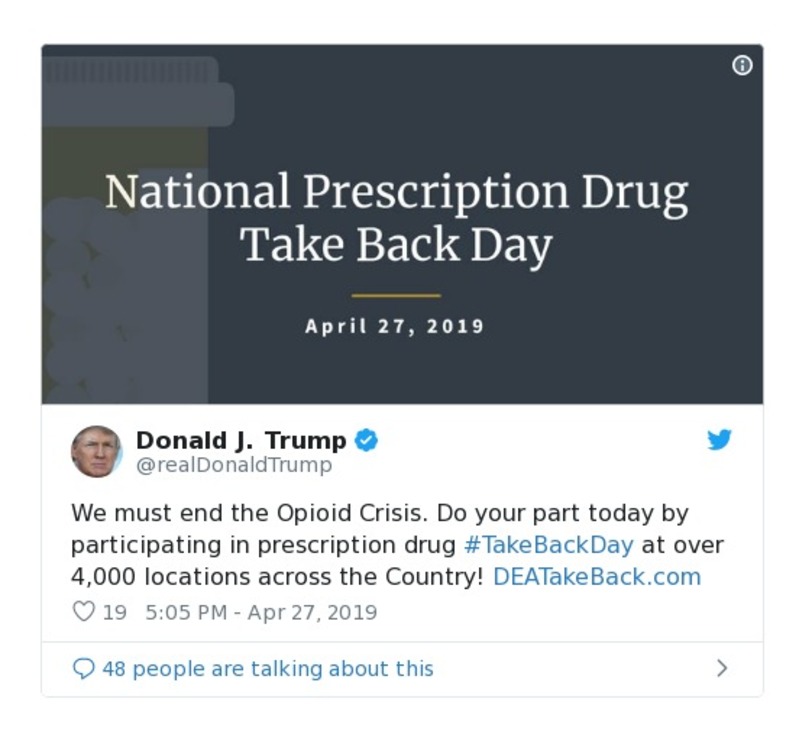 National Prescription Drug
Take Back Day
April 27, 2019
Donald J. Trump
@realDonaldTrump
We must end the Opioid Crisis. Do your part today by
participating in prescription drug #TakeBackDay at over
4,000 locations across the Country! DEATakeBack.com
19 5:05 PM - Apr 27, 2019
48 people are talking about this